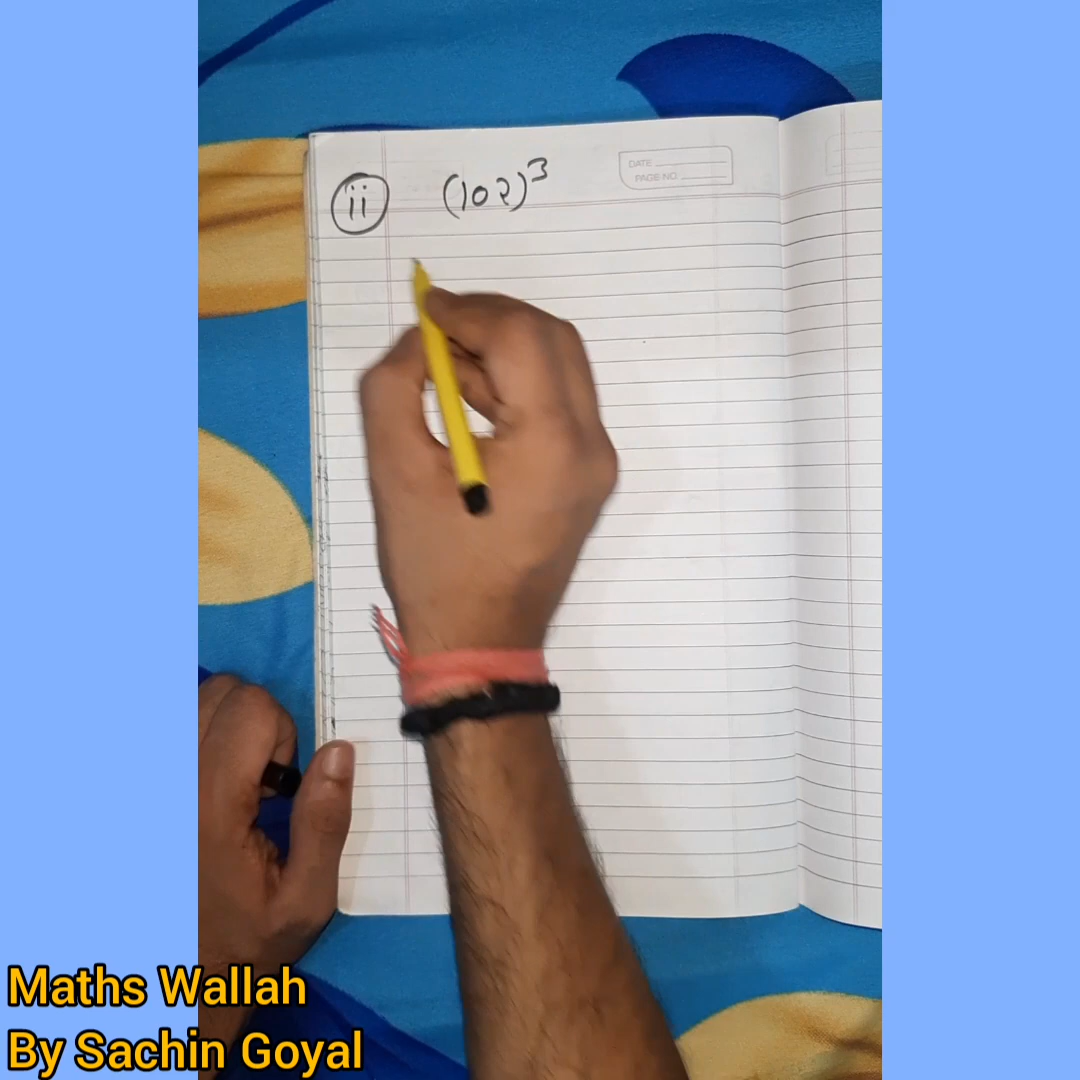 ii (102)³
DATE
PAGE NO.
Maths Wallah
By Sachin Goyal